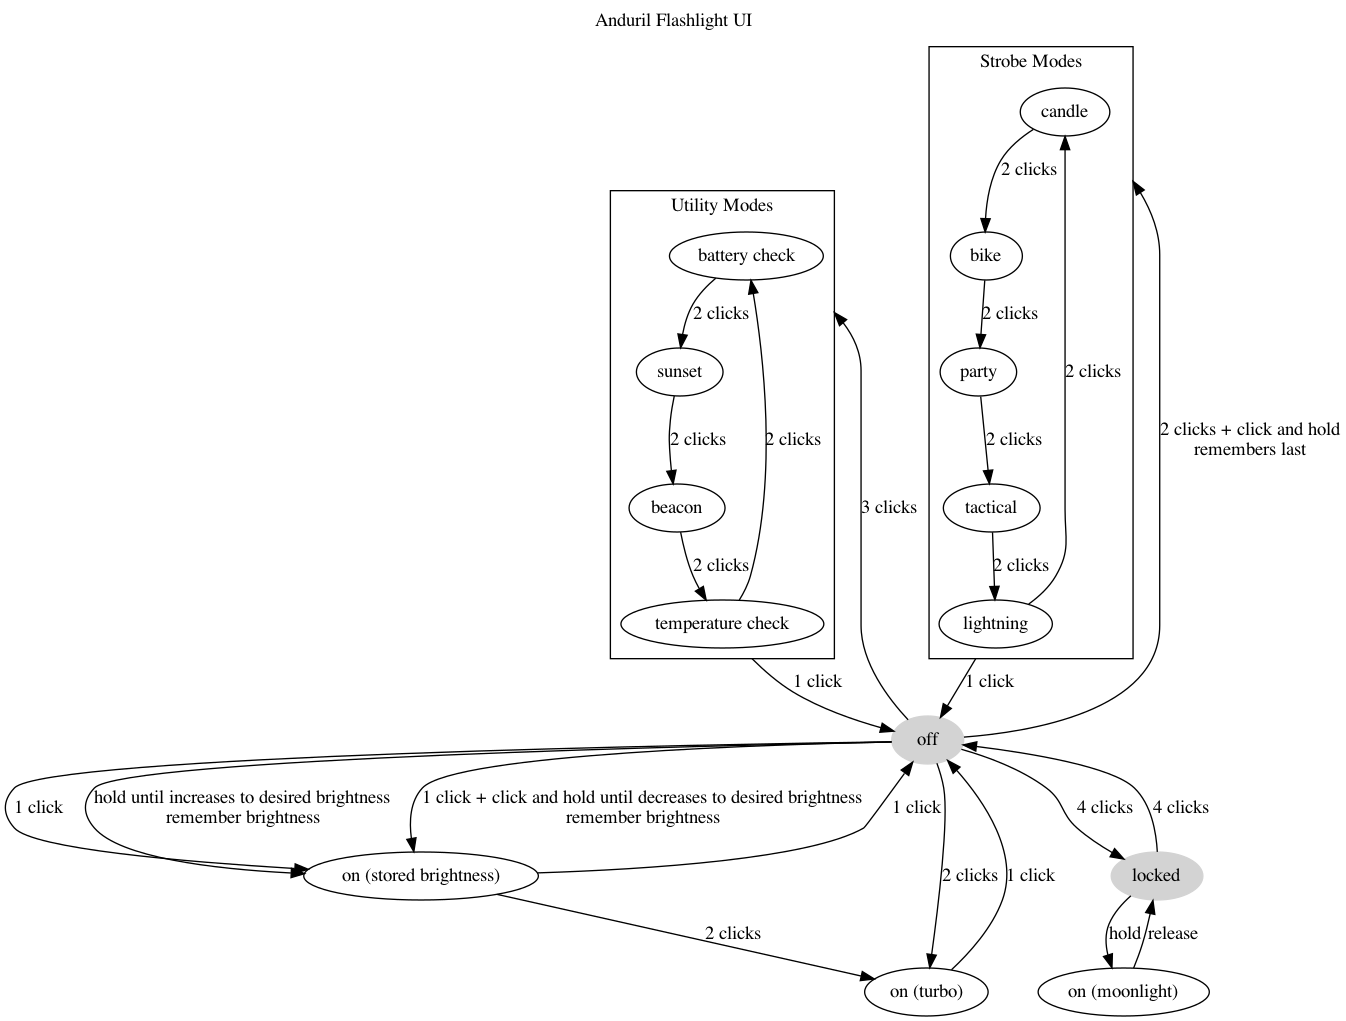 Anduril Flashlight UI
Strobe Modes
candle
2 clicks
Utility Modes
battery check
bike
2 clicks
2 clicks
sunset
party
2 clicks
2 clicks
2 clicks
2 clicks
2 clicks + click and hold
remembers last
beacon
3 clicks
tactical
2 clicks
2 clicks
temperature check
lightning
1 click
1 click
off
1 click
hold until increases to desired brightness
remember brightness
1 click + click and hold until decreases to desired brightness
remember brightness
1 click
4 clicks
4 clicks
on (stored brightness)
2 clicks
1 click
locked
2 clicks
hold
release
on (turbo)
on (moonlight)